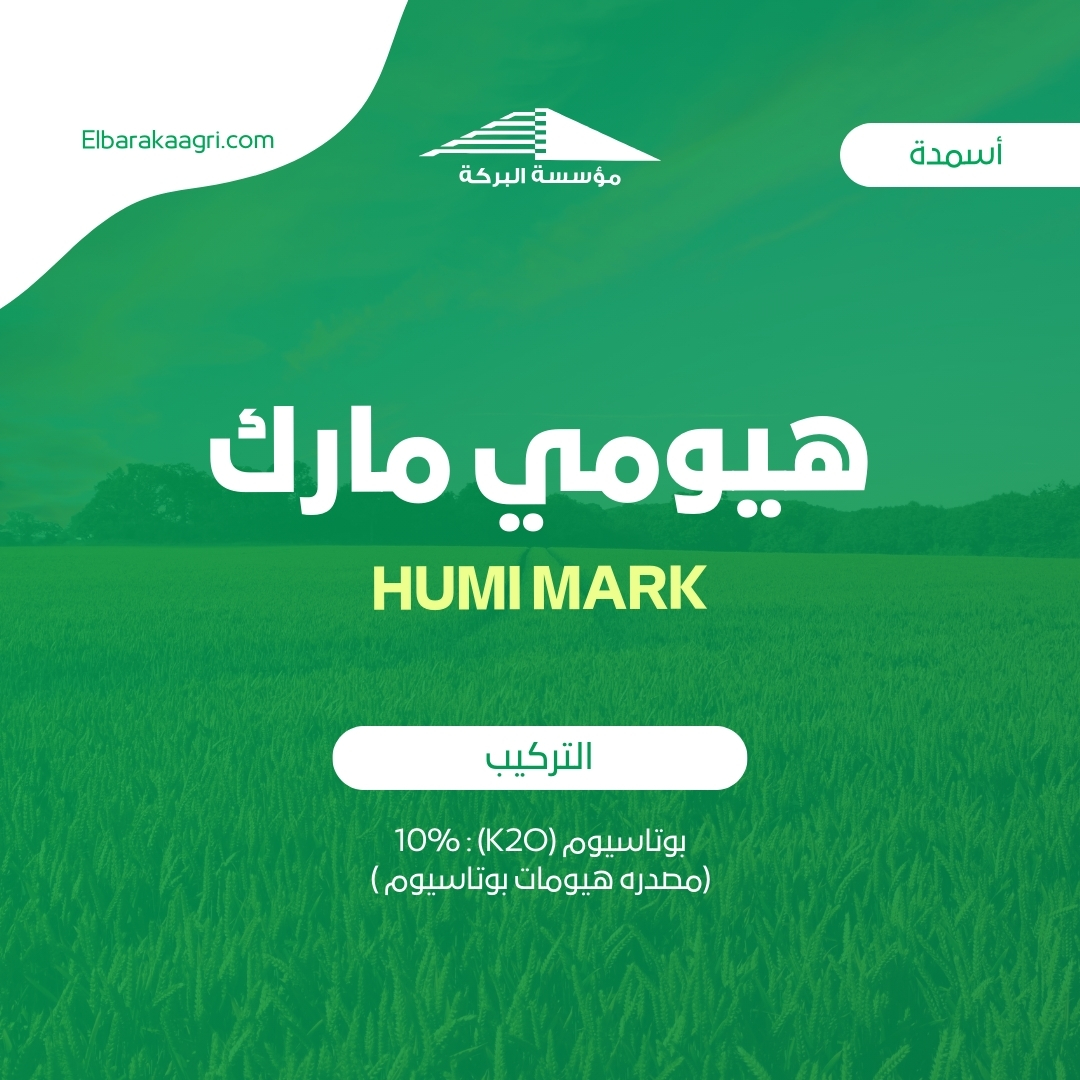 Elbarakaagri.com
مؤسسة البركة
أسمدة
هيومي مارك
HUMI MARK
التركيب
بوتاسيوم (K2O) : 10%
(مصدره هيومات بوتاسيوم )